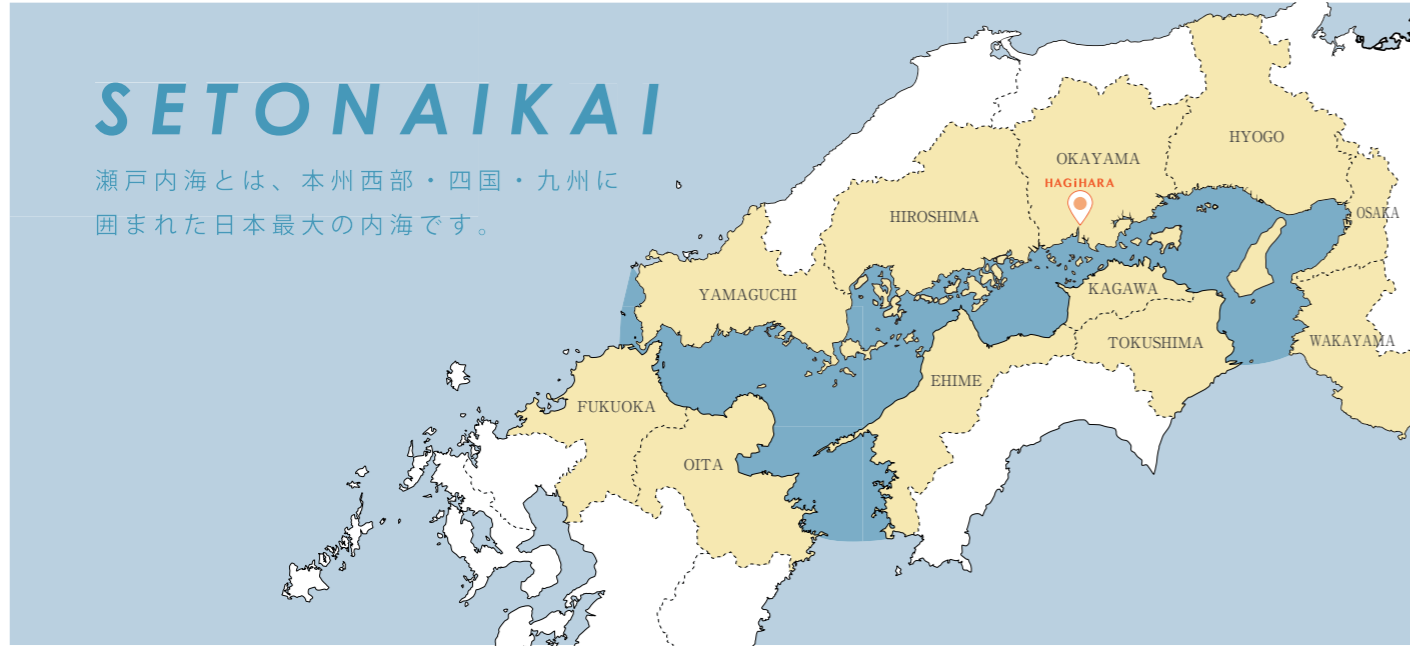 SETONAIKAI
瀬戸内海とは、本州西部・四国・九州に
囲まれた日本最大の内海です。
HYOGO
OKAYAMA
HAGiHARA
HIROSHIMA
OSAKA
YAMAGUCHI
KAGAWA
TOKUSHIMA
WAKAYAMA
EHIME
FUKUOKA
OITA